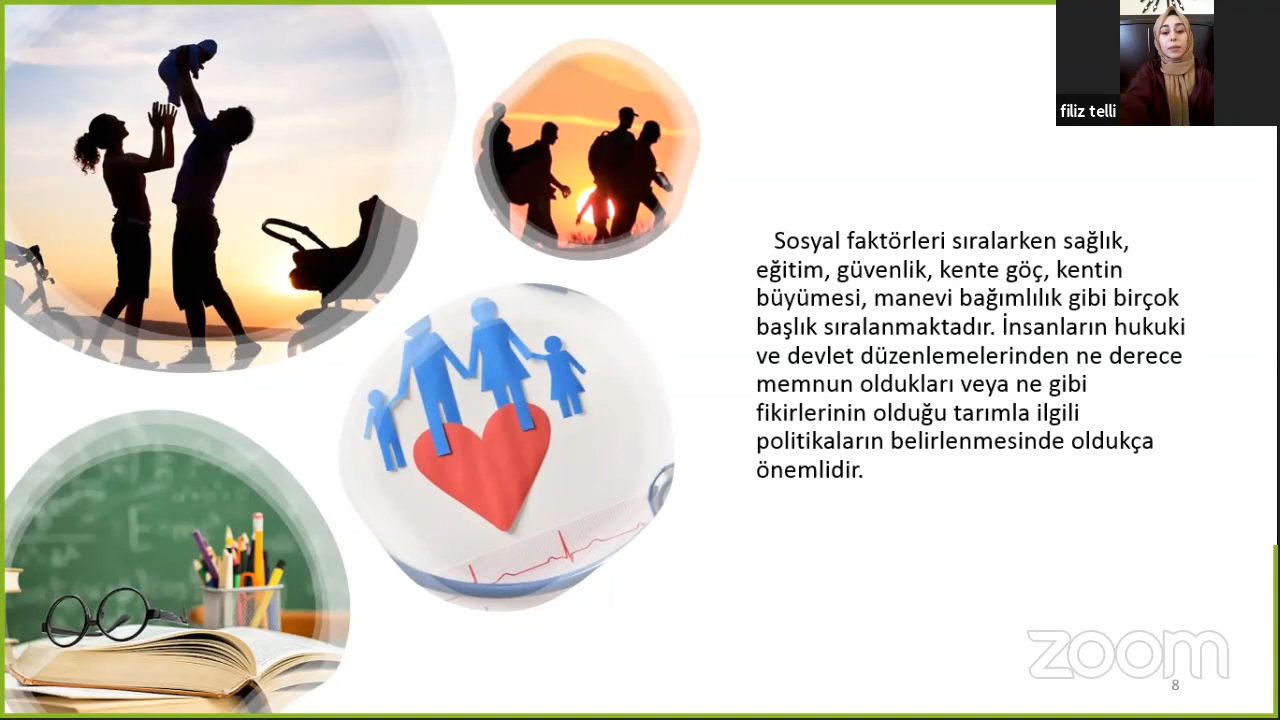 filiz telli
Sosyal faktörleri sıralarken sağlık,
eğitim, güvenlik, kente göç, kentin
büyümesi, manevi bağımlılık gibi birçok
başlık sıralanmaktadır. İnsanların hukuki
ve devlet düzenlemelerinden ne derece
memnun oldukları veya ne gibi
fikirlerinin olduğu tarımla ilgili
politikaların belirlenmesinde oldukça
önemlidir.
zoom
8